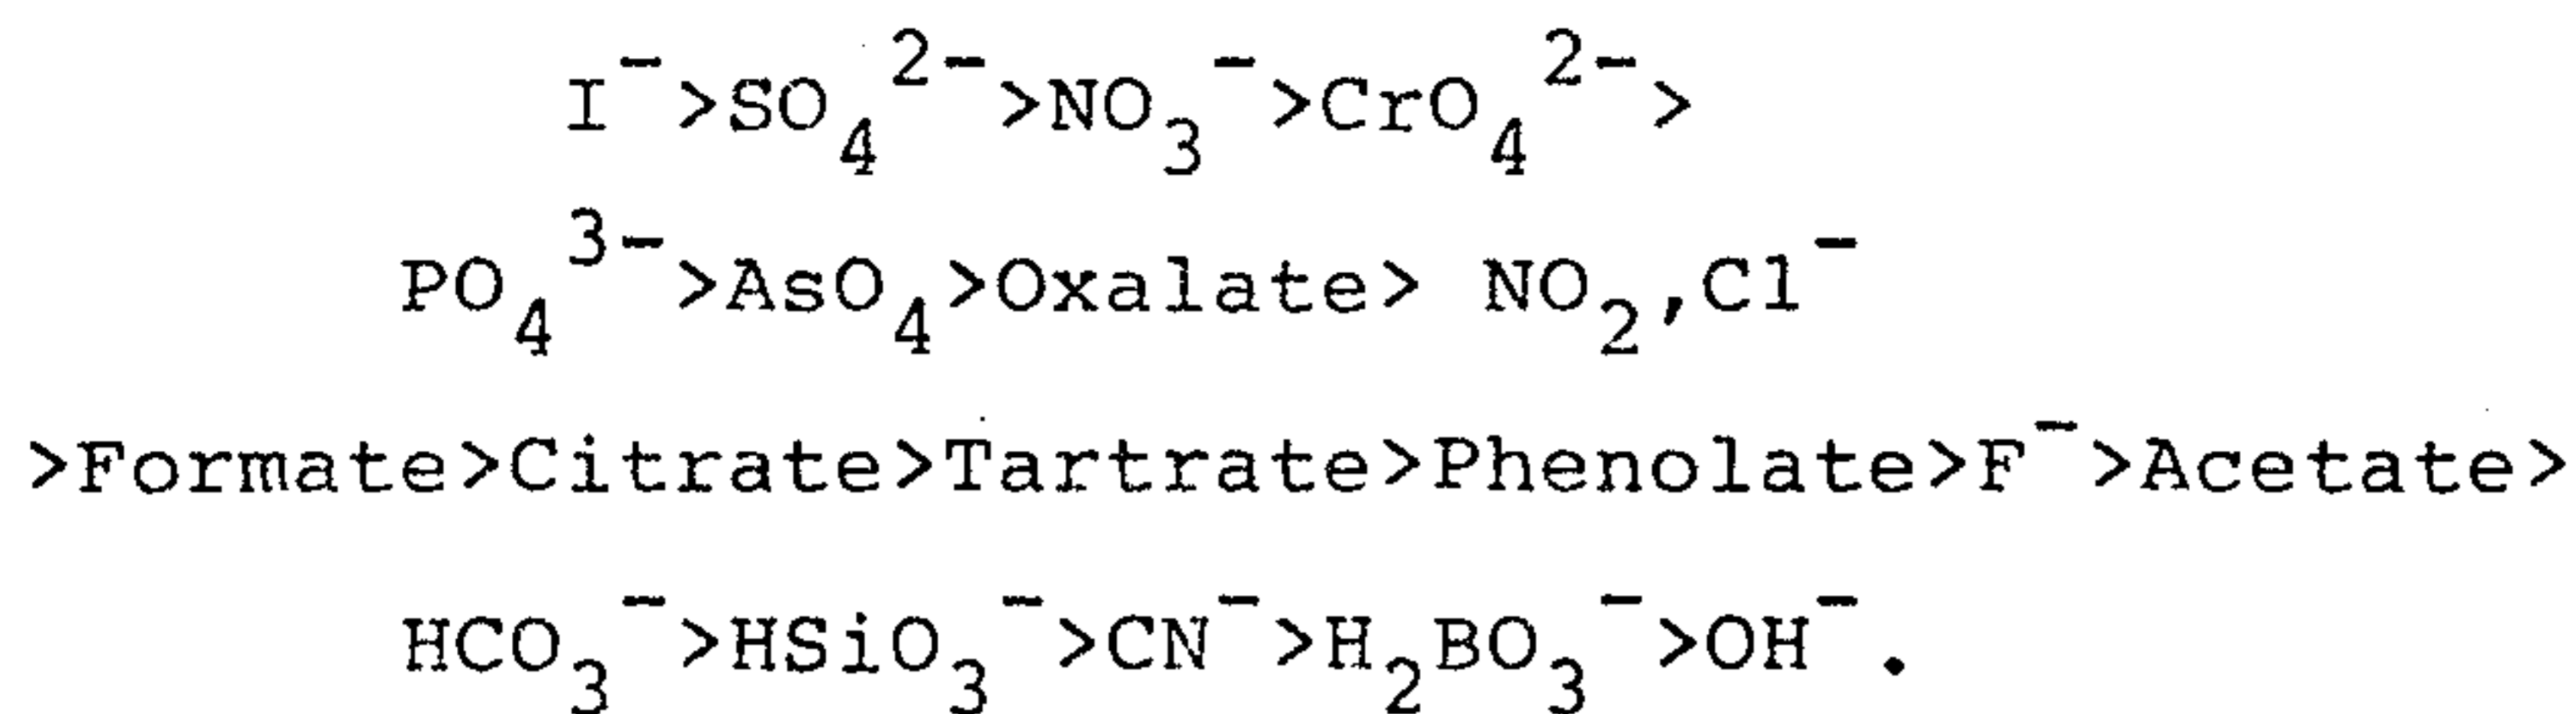 I⁻>SO₄²⁻>NO₃⁻>CrO₄²⁻>
PO₄³⁻>AsO₄>Oxalate> NO₂,Cl⁻
>Formate>Citrate>Tartrate>Phenolate>F⁻>Acetate>
HCO₃⁻>HSiO₃⁻>CN⁻>H₂BO₃⁻>OH⁻.